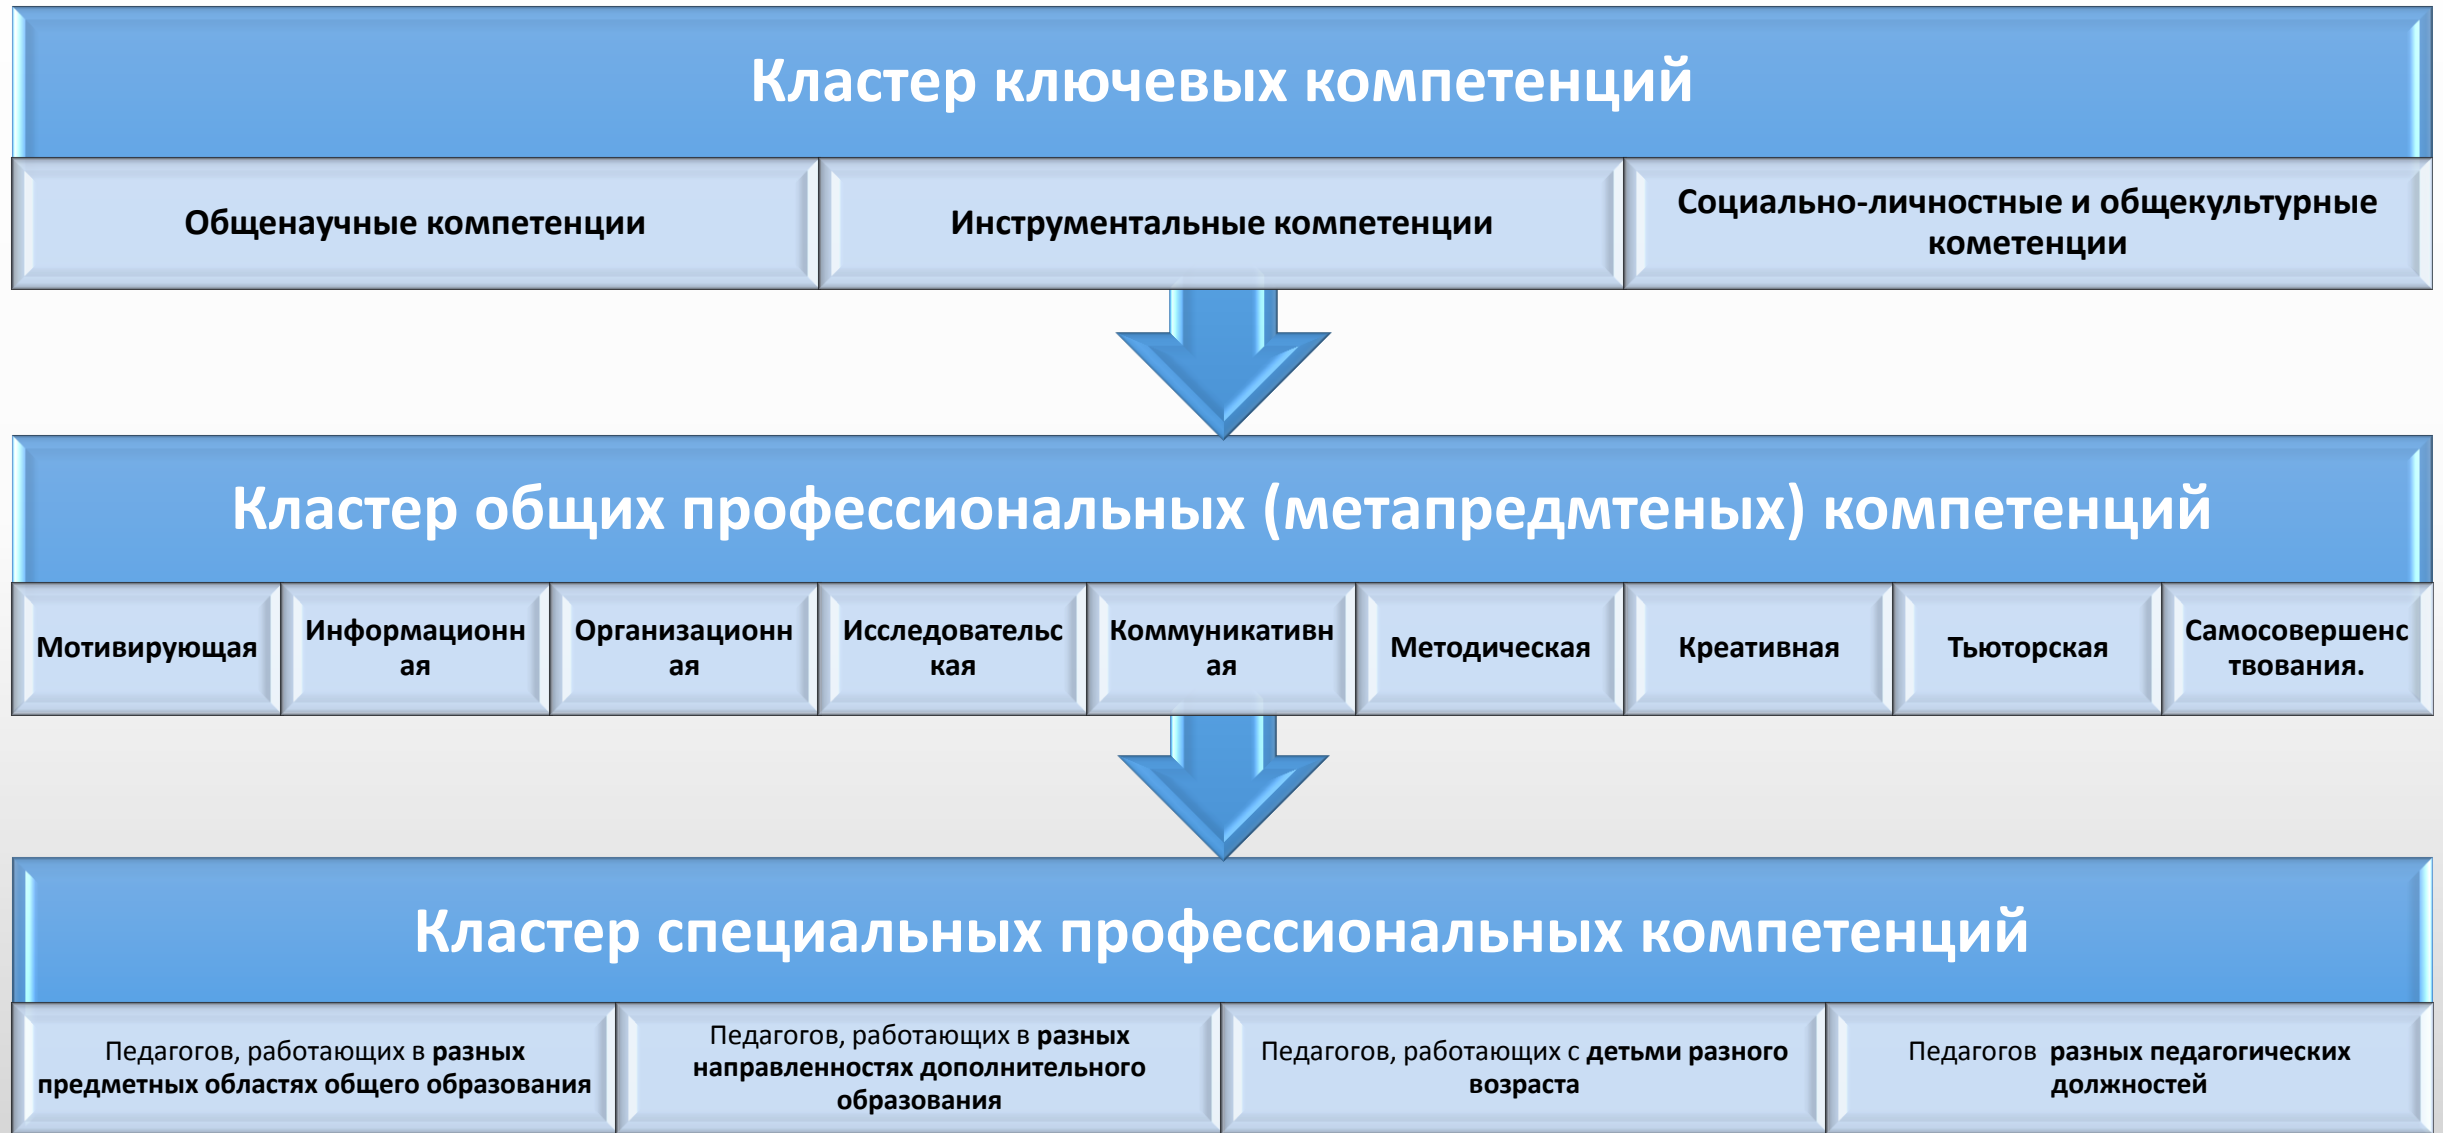 Кластер ключевых компетенций
Общенаучные компетенции
Инструментальные компетенции
Социально-личностные и общекультурные
кометенции
Кластер общих профессиональных (метапредмтеных) компетенций
Мотивирующая
Информационн
ая
Организационн
ая
Исследовательс
кая
Коммуникативн
ая
Методическая
Креативная
Тьюторская
Самосовершенс
твования.
Кластер специальных профессиональных компетенций
Педагогов, работающих в разных
предметных областях общего образования
Педагогов, работающих в разных
направленностях дополнительного
образования
Педагогов, работающих с детьми разного
возраста
Педагогов разных педагогических
должностей